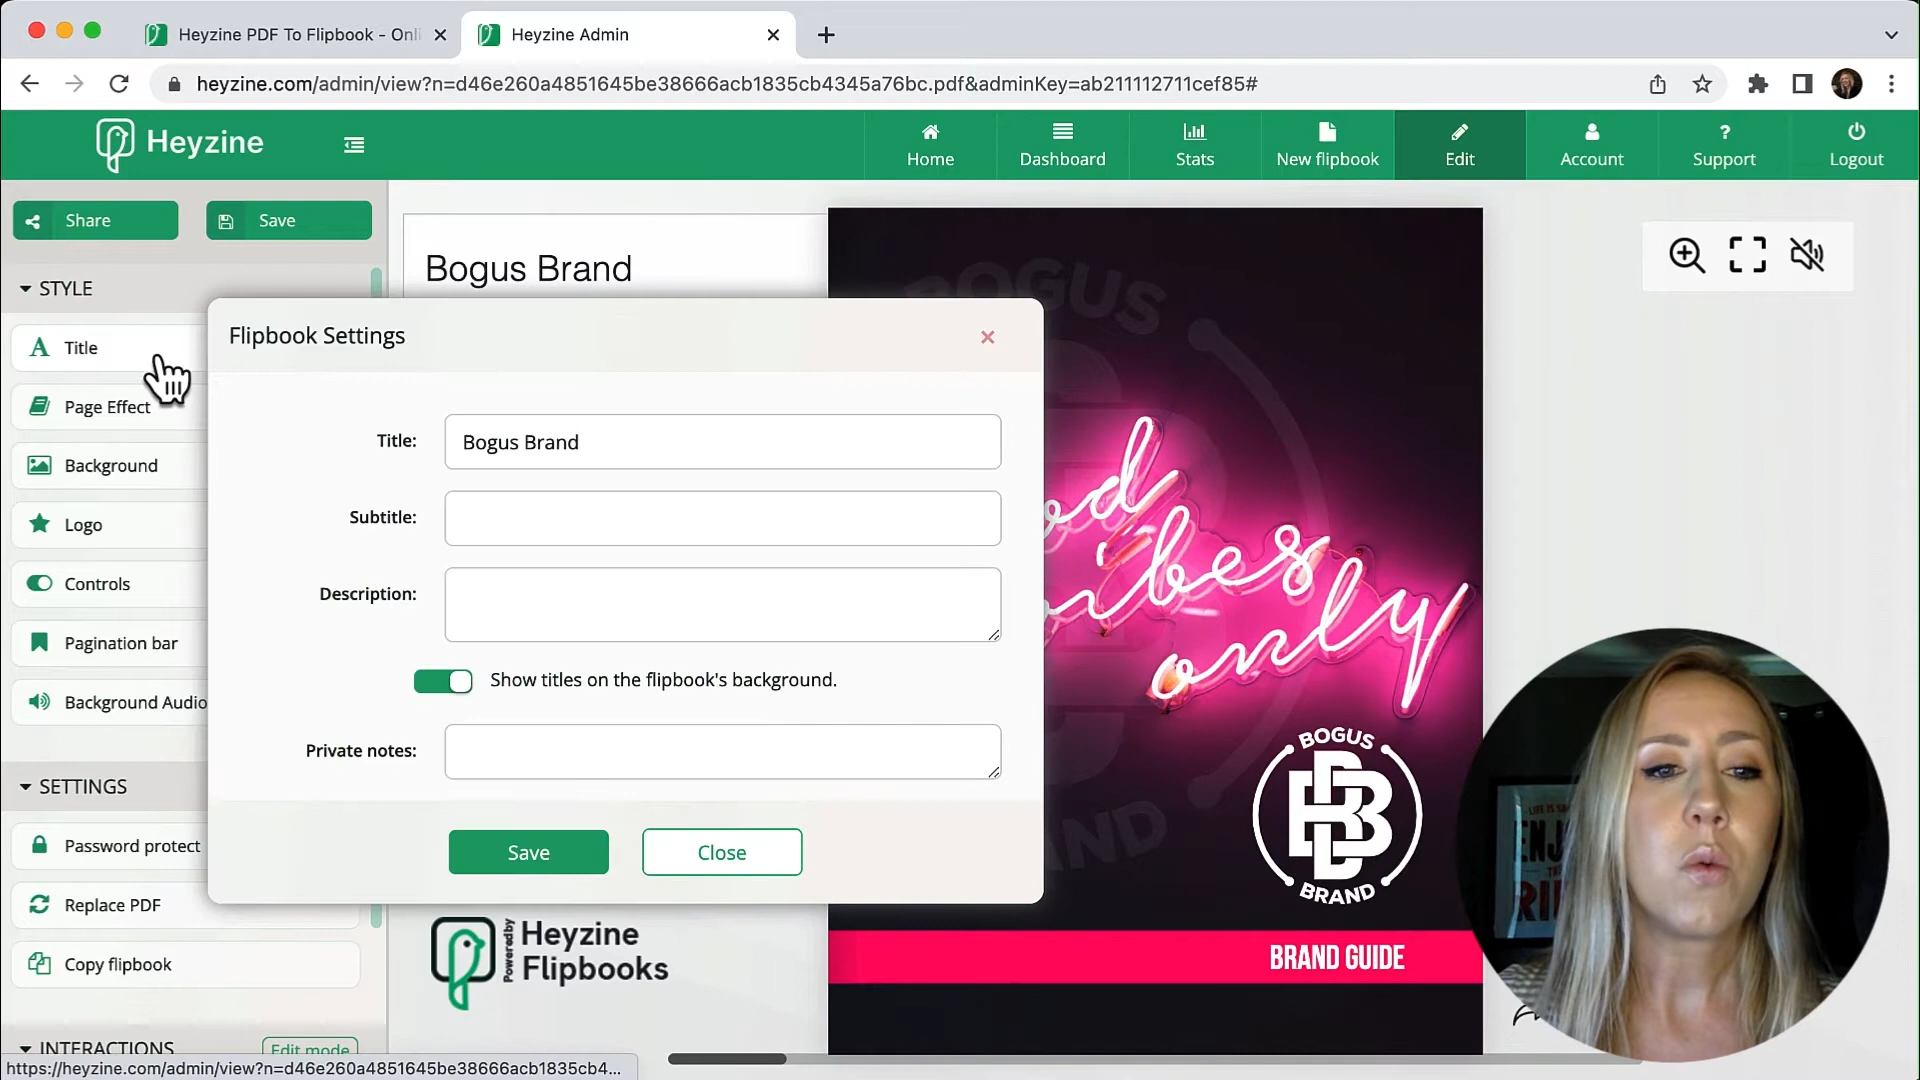 Heyzine PDF To Flipbook - Onli
Heyzine Admin
heyzine.com/admin/view?n=d46e260a4851645be38666acb1835cb4345a76bc.pdf&adminKey=ab211112711cef85#
Heyzine
Home
Dashboard
Stats
New flipbook
Edit
Account
Support
Logout
Share
Save
STYLE
Title
Page Effect
Background
Logo
Controls
Pagination bar
Background Audio
SETTINGS
Password protect
Replace PDF
Copy flipbook
INTERACTIONS
Edit mode
https://heyzine.com/admin/view?n=d46e260a4851645be38666acb1835cb4...
Bogus Brand
Flipbook Settings
Title:
Bogus Brand
Subtitle:
Description:
Show titles on the flipbook's background.
Private notes:
Save
Close
Powered by
Heyzine
Flipbooks
BOGUS
BRAND
only
BOGUS
BRAND
BRAND GUIDE